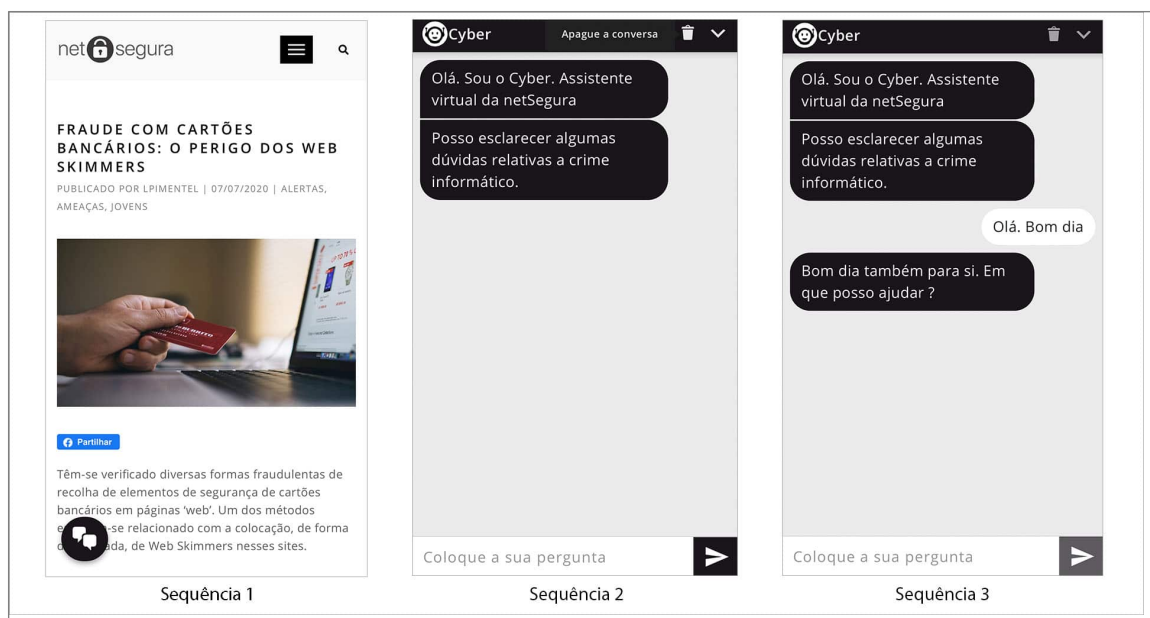 netsegura
FRAUDE COM CARTÕES
BANCÁRIOS: O PERIGO DOS WEB
SKIMMERS
PUBLICADO POR LPIMENTEL | 07/07/2020 | ALERTAS,
AMEAÇAS, JOVENS
Partilhar
Têm-se verificado diversas formas fraudulentas de
recolha de elementos de segurança de cartões
bancários em páginas ‘web’. Um dos métodos
-se relacionado com a colocação, de forma
de Web Skimmers nesses sites.
Sequência 1
Cyber
Apague a conversa
Olá. Sou o Cyber. Assistente
virtual da netSegura
Posso esclarecer algumas
dúvidas relativas a crime
informático.
Coloque a sua pergunta
Sequência 2
Cyber
Olá. Sou o Cyber. Assistente
virtual da netSegura
Posso esclarecer algumas
dúvidas relativas a crime
informático.
Olá. Bom dia
Bom dia também para si. Em
que posso ajudar ?
Coloque a sua pergunta
Sequência 3